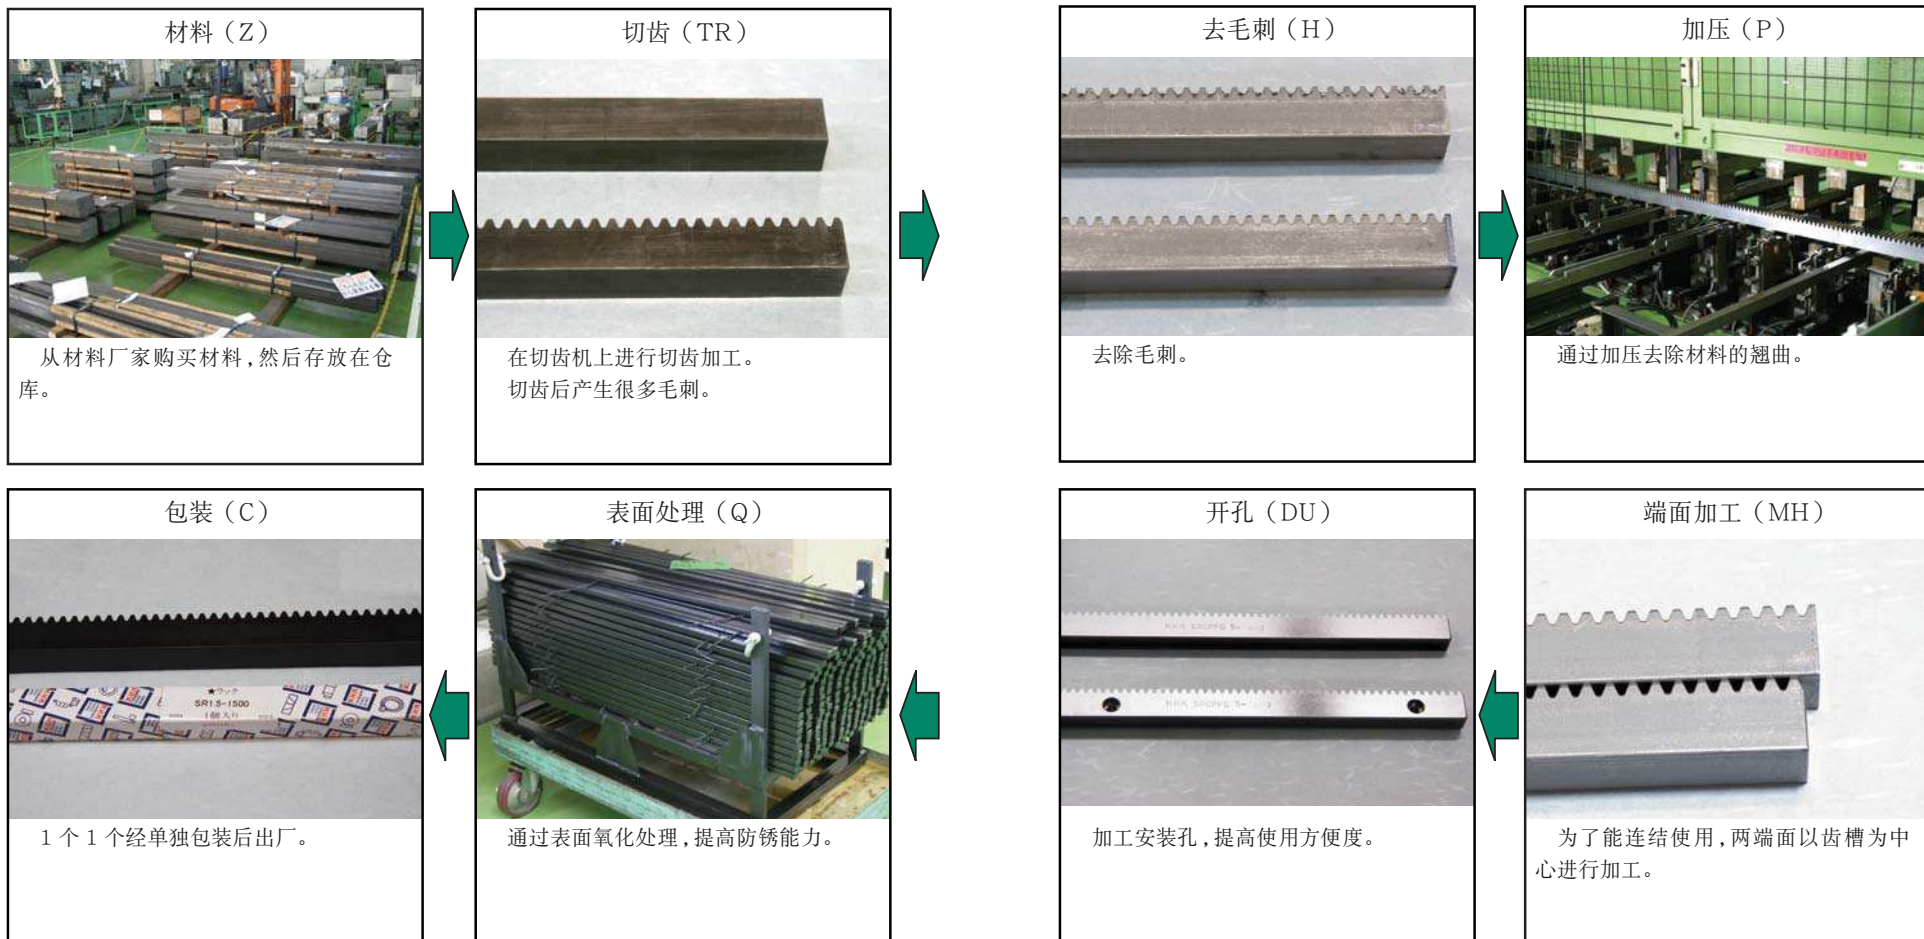 材料（Z）
从材料厂家购买材料，然后存放在仓
库。
切齿（TR）
在切齿机上进行切齿加工。
切齿后产生很多毛刺。
去毛刺（H）
去除毛刺。
加压（P）
通过加压去除材料的翘曲。
包装（C）
★ラック
SR1.5-1500
1個入り
1 个 1 个经单独包装后出厂。
表面处理（Q）
通过表面氧化处理，提高防锈能力。
开孔（DU）
加工安装孔，提高使用方便度。
端面加工（MH）
为了能连结使用，两端面以齿槽为中
心进行加工。